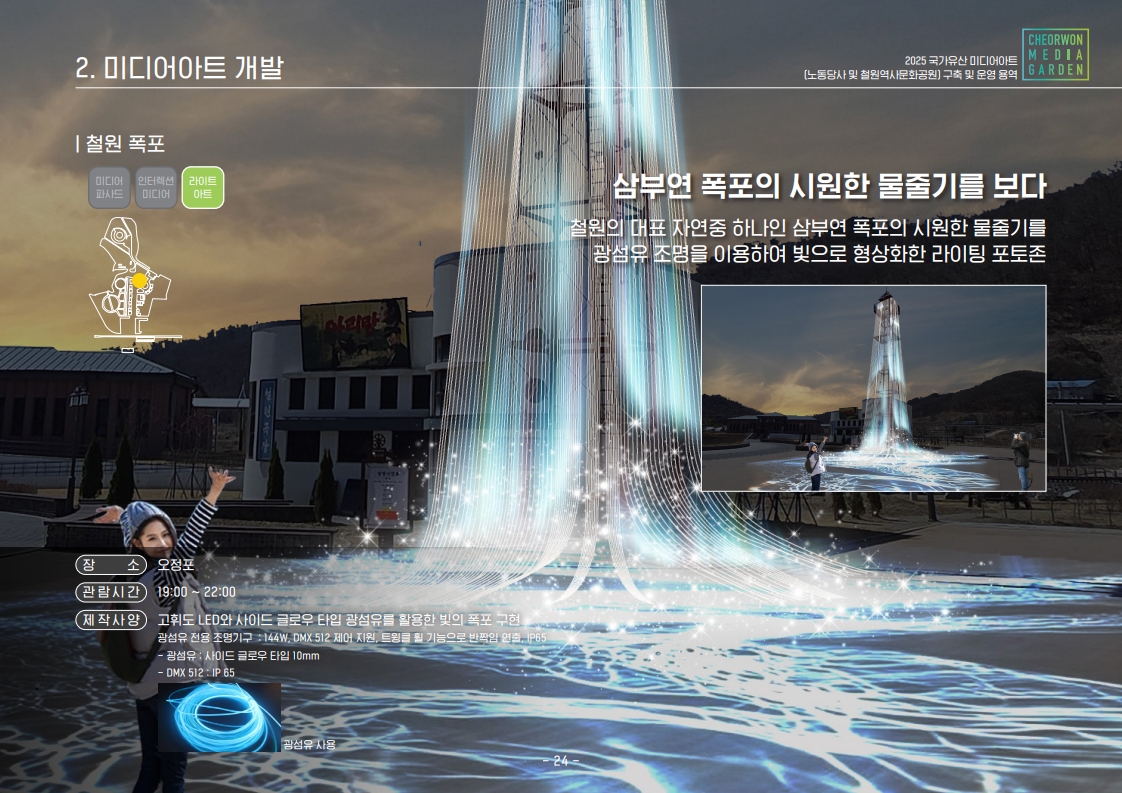 2. 미디어아트 개발
2025 국가유산 미디어아트
(노동당사 및 철원역사문화공원) 구축 및 운영 용역
CHEORWON
MEDIA
GARDEN
| 철원 폭포
미디어
파사드
인터렉션
미디어
라이트
아트
삼부연 폭포의 시원한 물줄기를 보다
철원의 대표 자연중 하나인 삼부연 폭포의 시원한 물줄기를
광섬유 조명을 이용하여 빛으로 형상화한 라이팅 포토존
아리랑
장 소
오정포
관람시간
19:00 ~ 22:00
제작사양
고휘도 LED와 사이드 글로우 타입 광섬유를 활용한 빛의 폭포 구현
광섬유 전용 조명기구 : 144W, DMX 512 제어 지원, 트윙클 휠 기능으로 반짝임 연출, IP65
- 광섬유 : 사이드 글로우 타입 10mm
- DMX 512 : IP 65
광섬유 사용
- 24 -